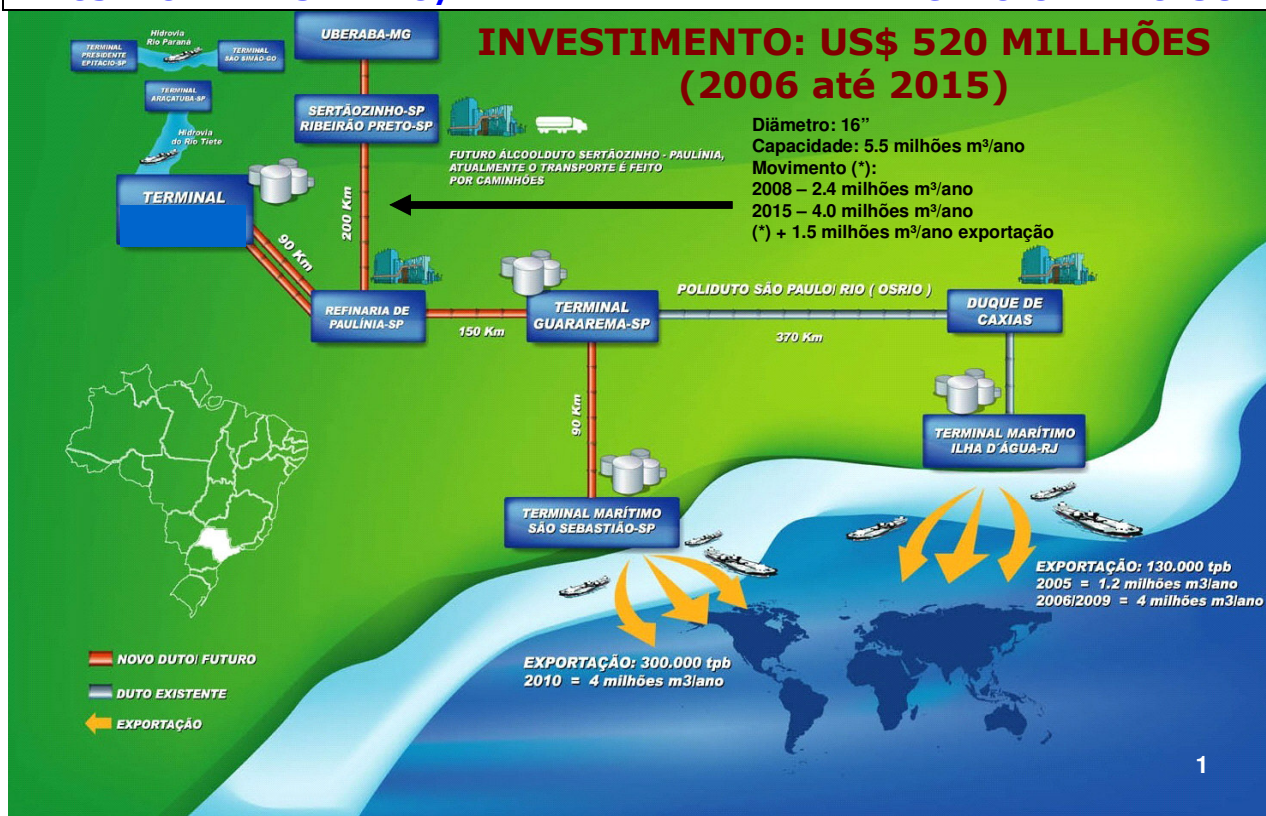 INVESTIMENTO: US$ 520 MILLHÕES
(2006 até 2015)
Hidrovia
Rio Paraná
TERMINAL
PRESIDENTE
EPITÁCIO-SP
TERMINAL
SÃO SIMÃO-GO
TERMINAL
ARAÇATUBA-SP
Hidrovia
do Rio Tiete
TERMINAL
UBERABA-MG
SERTÃOZINHO-SP
RIBEIRÃO PRETO-SP
FUTURO ÁLCOOLDUTO SERTÃOZINHO - PAULÍNIA,
ATUALMENTE O TRANSPORTE É FEITO
POR CAMINHÕES
Diâmetro: 16”
Capacidade: 5.5 milhões m³/ano
Movimento (*):
2008 – 2.4 milhões m³/ano
2015 – 4.0 milhões m³/ano
(*) + 1.5 milhões m³/ano exportação
200 Km
90 Km
REFINARIA DE
PAULÍNIA-SP
150 Km
TERMINAL
GUARAREMA-SP
POLIDUTO SÃO PAULO/ RIO ( OSRIO )
370 Km
DUQUE DE
CAXIAS
90 Km
TERMINAL MARÍTIMO
ILHA D´ÁGUA-RJ
TERMINAL MARÍTIMO
SÃO SEBASTIÃO-SP
EXPORTAÇÃO: 130.000 tpb
2005 = 1.2 milhões m3/ano
2006/2009 = 4 milhões m3/ano
EXPORTAÇÃO: 300.000 tpb
2010 = 4 milhões m3/ano
NOVO DUTO/ FUTURO
DUTO EXISTENTE
EXPORTAÇÃO
1